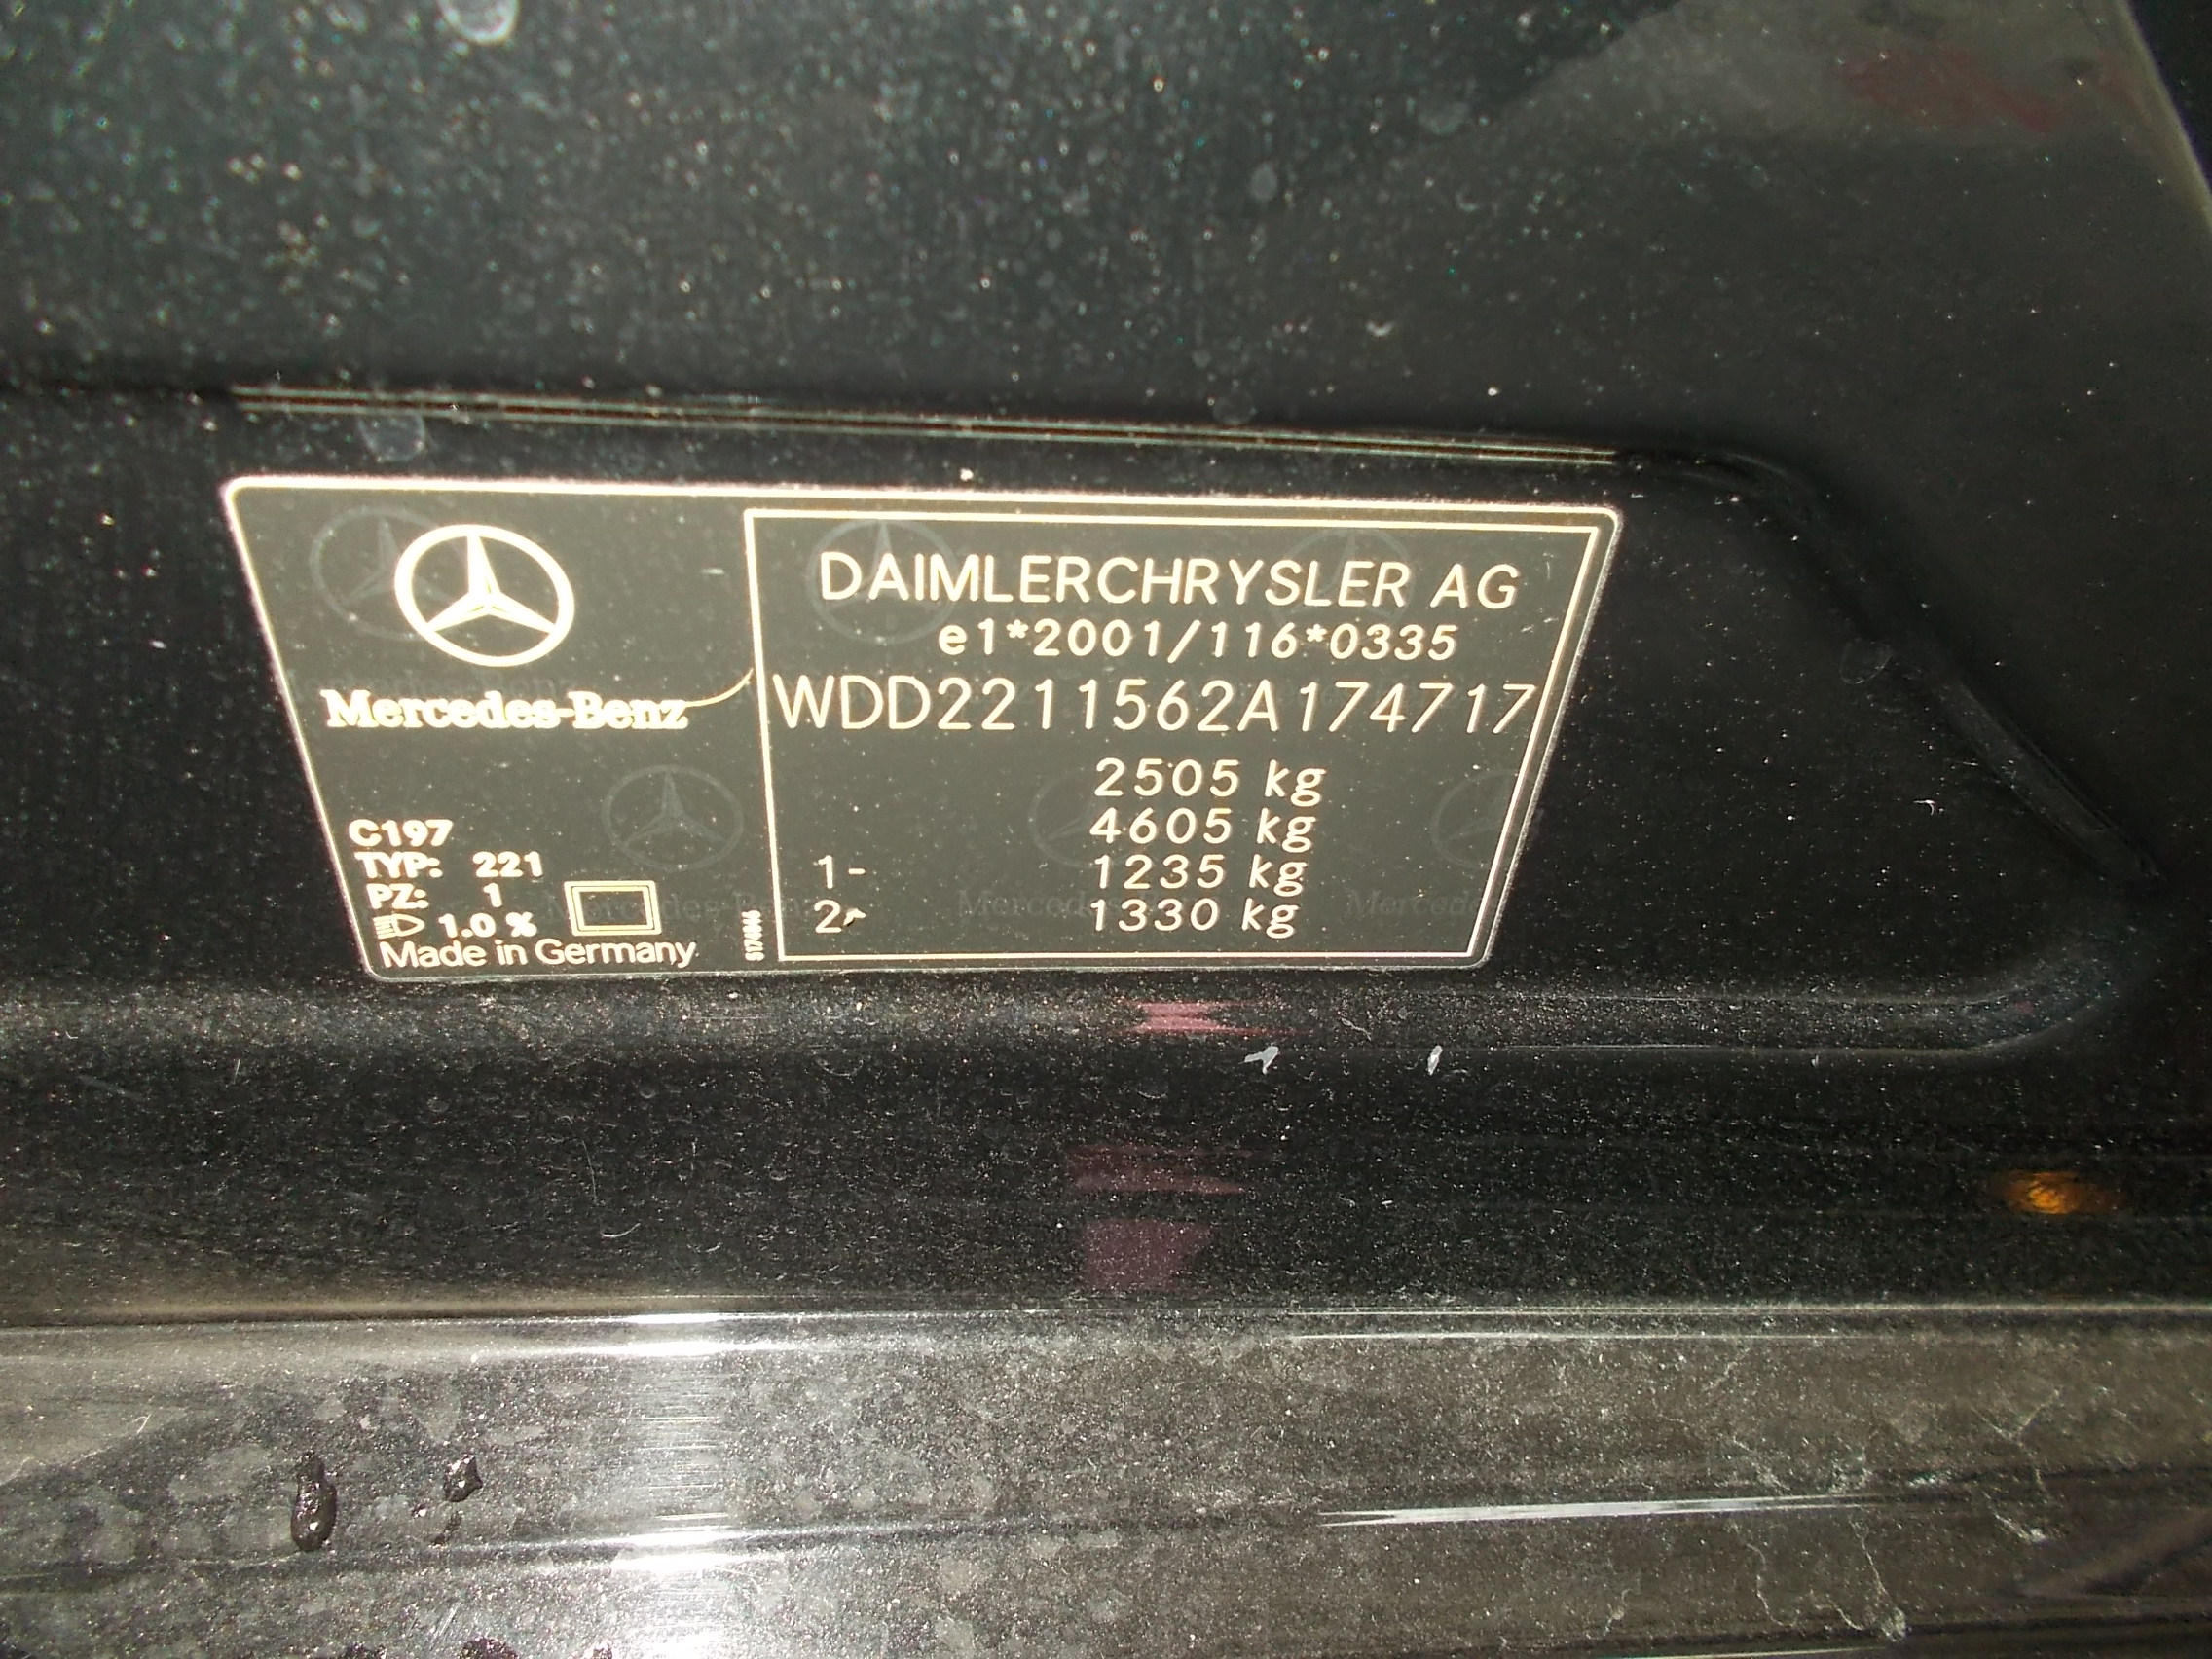 Mercedes-Benz
C197
TYP: 221
PZ: 1
1.0 %
Made in Germany
DAIMLERCHRYSLER AG
e1*2001/116*0335
WDD2211562A174717
2505 kg
4605 kg
1- 1235 kg
2- 1330 kg